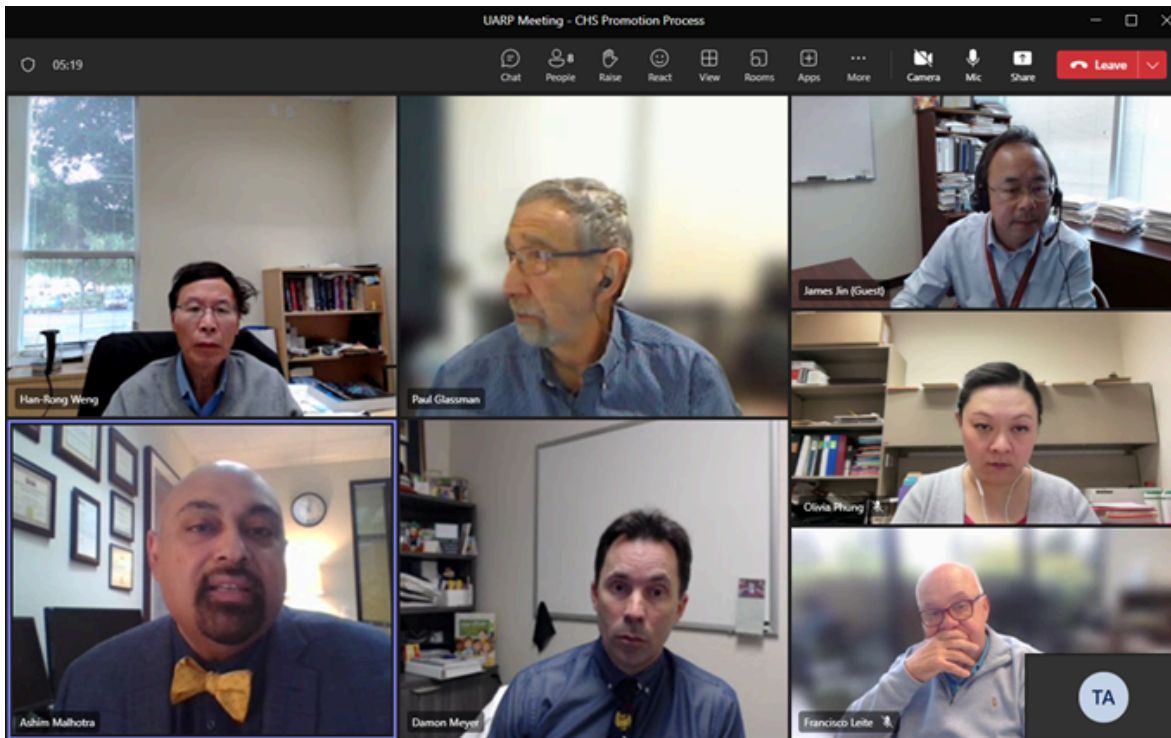 UARP Meeting - CHS Promotion Process
05:19
Chat
People
8
Raise
React
View
Rooms
Apps
More
Camera
Mic
Share
Leave
Han-Rong Weng
Paul Glassman
James Jin (Guest)
Olivia Phung
Ashim Malhotra
Damon Meyer
Francisco Leite
TA